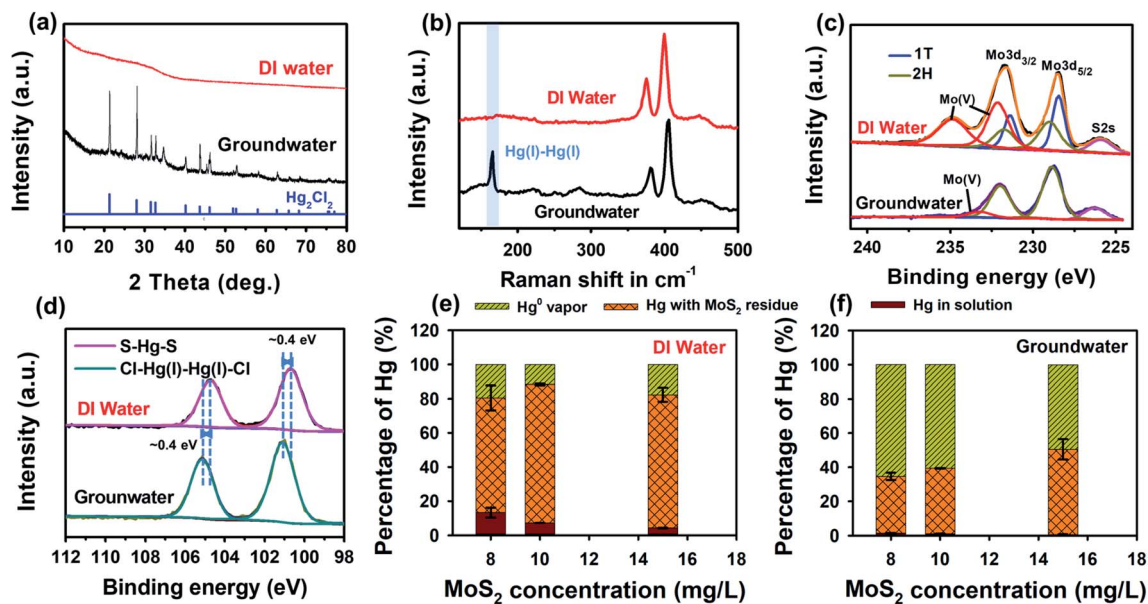 (a)
Intensity (a.u.)
DI water
Groundwater
Hg2Cl2
10 20 30 40 50 60 70 80
2 Theta (deg.)
(b)
Intensity (a.u.)
DI Water
Hg(I)-Hg(I)
Groundwater
200 300 400 500
Raman shift in cm-1
(c)
Intensity (a.u.)
1T
2H
Mo3d3/2
Mo3d5/2
Mo(V)
S2s
DI Water
Mo(V)
Groundwater
240 235 230 225
Binding energy (eV)
(d)
Intensity (a.u.)
S-Hg-S
Cl-Hg(I)-Hg(I)-Cl
~0.4 eV
DI Water
~0.4 eV
Grounwater
112 110 108 106 104 102 100 98
Binding energy (eV)
(e)
Hg0 vapor
Hg with MoS2 residue
Percentage of Hg (%)
120
100
80
60
40
20
0
DI Water
8 10 12 14 16 18
MoS2 concentration (mg/L)
(f)
Hg in solution
Percentage of Hg (%)
120
100
80
60
40
20
0
Groundwater
8 10 12 14 16 18
MoS2 concentration (mg/L)